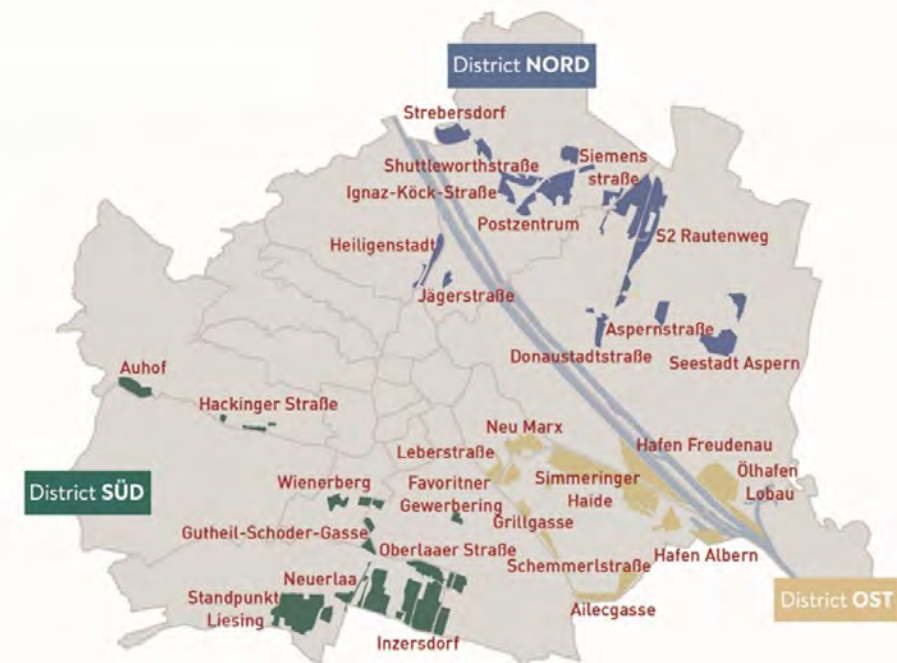 District NORD
Strebersdorf
Shuttleworthstraße
Siemens
straße
Ignaz-Köck-Straße
Postzentrum
S2 Rautenweg
Heiligenstadt
Jägerstraße
Aspernstraße
Donaustadtstraße
Seestadt Aspern
Auhof
Hackinger Straße
Neu Marx
Leberstraße
Hafen Freudenau
Ölhafen
Lobau
Simmeringer
Haide
District SÜD
Wienerberg
Favoritner
Gewerbering
Grillgasse
Gutheil-Schoder-Gasse
Oberlaaer Straße
Hafen Albern
Schemmerlstraße
Neuerlaa
Standpunkt
Liesing
Ailecgasse
District OST
Inzersdorf